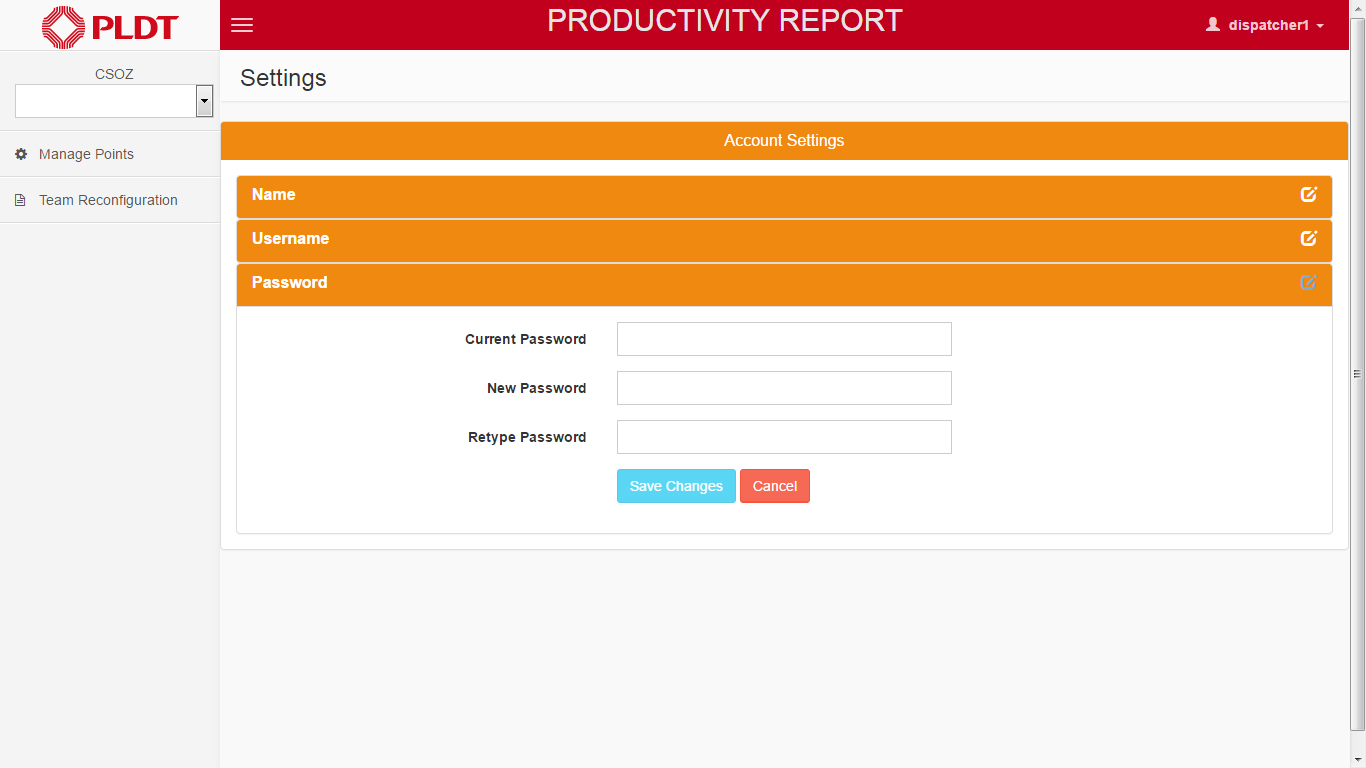 PLDT
PRODUCTIVITY REPORT
dispatcher1
CSOZ
Settings
Manage Points
Team Reconfiguration
Account Settings
Name
Username
Password
Current Password
New Password
Retype Password
Save Changes Cancel